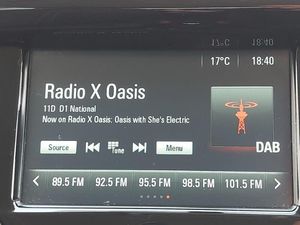 17°C 18:40
17°C 18:40
Radio X Oasis
11D D1 National
Now on Radio X Oasis: Oasis with She's Electric
Source Tune Menu
DAB
89.5 FM 92.5 FM 95.5 FM 98.5 FM 101.5 FM